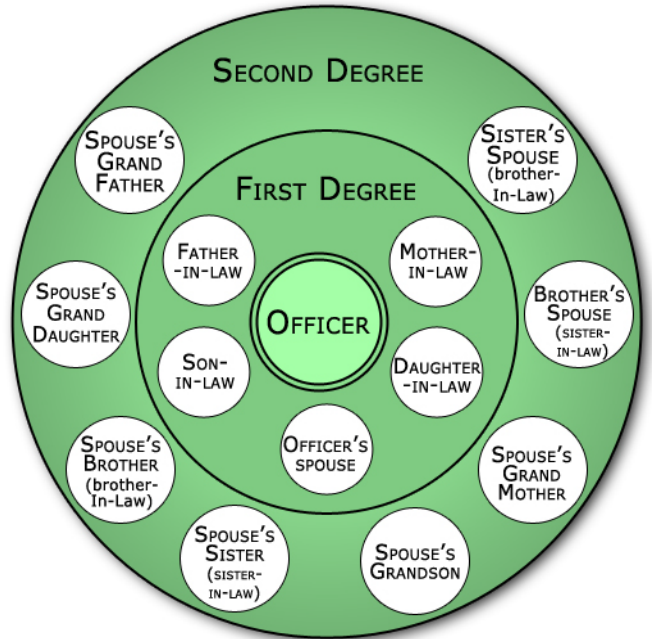 SECOND DEGREE
SPOUSE'S
GRAND
FATHER
SISTER'S
SPOUSE
(brother-
In-Law)
FIRST DEGREE
FATHER
-IN-LAW
MOTHER-
IN-LAW
OFFICER
SPOUSE'S
GRAND
DAUGHTER
BROTHER'S
SPOUSE
(SISTER-
IN-LAW)
SON-
IN-LAW
DAUGHTER
-IN-LAW
OFFICER'S
SPOUSE
SPOUSE'S
BROTHER
(brother-
In-Law)
SPOUSE'S
GRAND
MOTHER
SPOUSE'S
SISTER
(SISTER-
IN-LAW)
SPOUSE'S
GRANDSON